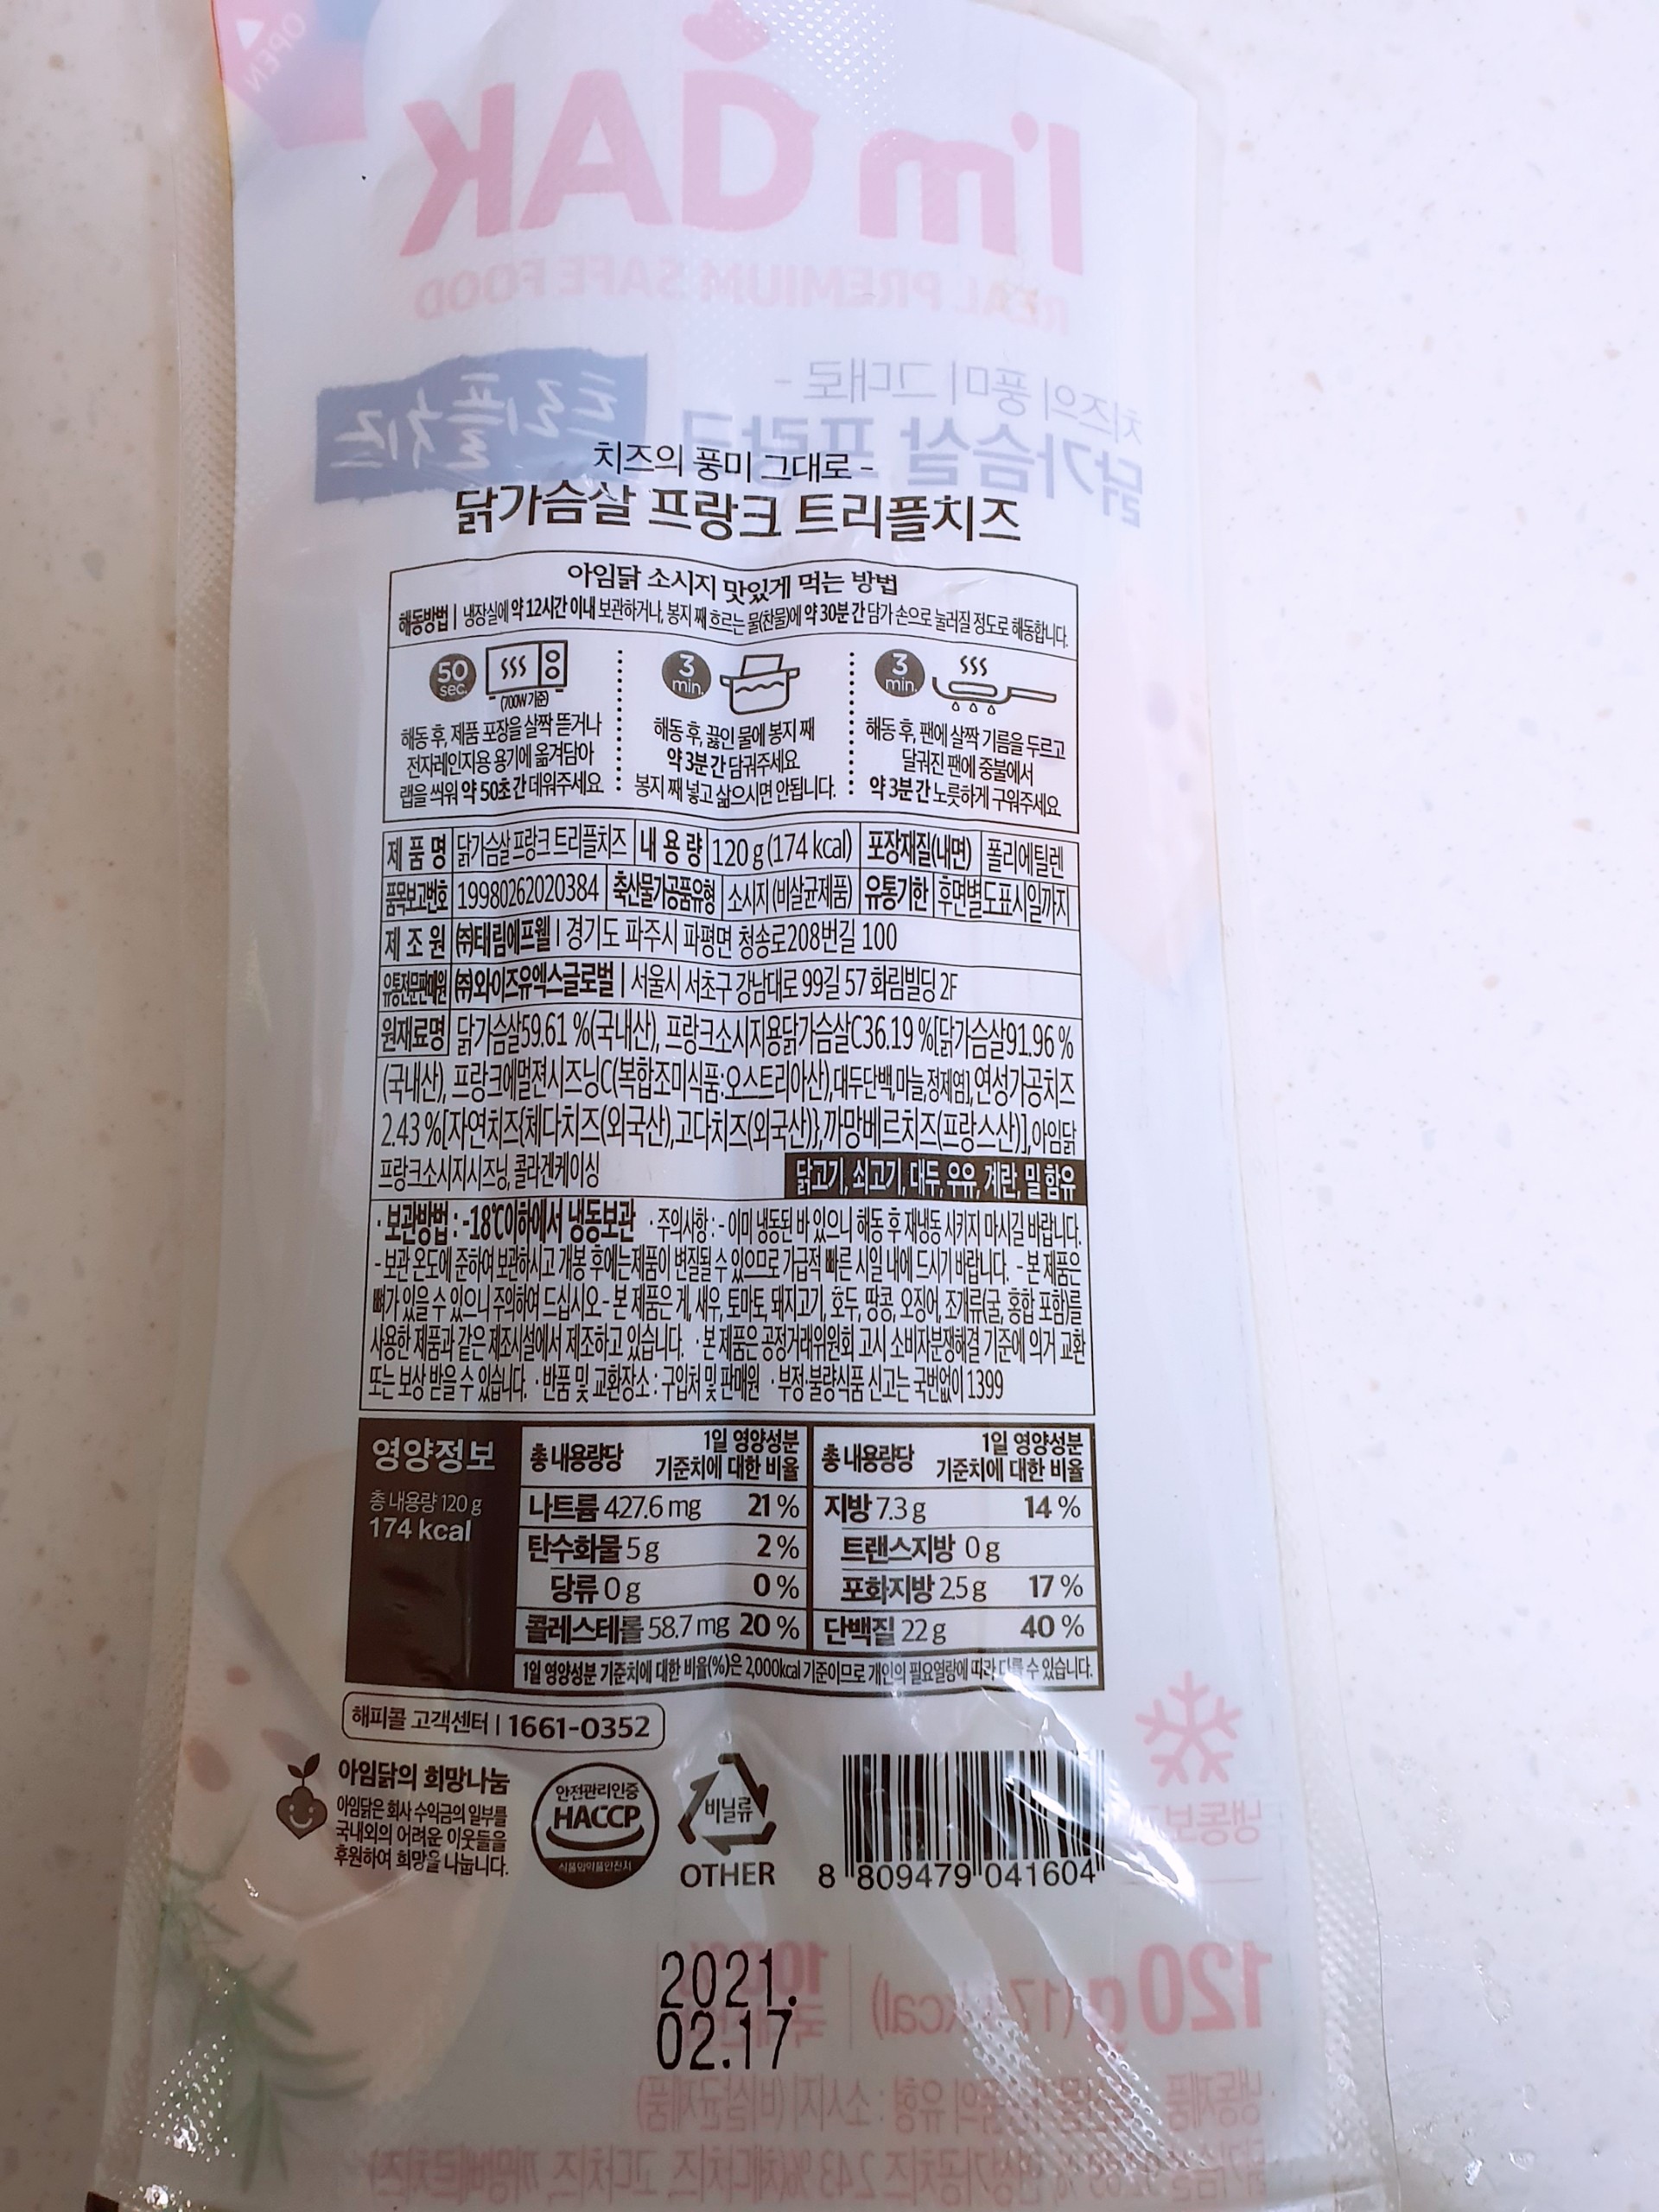 OPEN
I'm DAK
REAL PREMIUM SAFE FOOD
치즈의 풍미 그대로 -
닭가슴살 프랑크
트리플치즈
치즈의 풍미 그대로 -
닭가슴살 프랑크 트리플치즈
아임닭 소시지 맛있게 먹는 방법
해동방법 | 냉장실에 약 12시간 이내 보관하거나, 봉지 째 흐르는 물(찬물)에 약 30분 간 담가 손으로 눌러질 정도로 해동합니다.
50 sec.
(700W 기준)
해동 후, 제품 포장을 살짝 뜯거나
전자레인지용 용기에 옮겨담아
랩을 씌워 약 50초 간 데워주세요
3 min.
해동 후, 끓인 물에 봉지 째
약 3분 간 담궈주세요
봉지 째 넣고 삶으시면 안됩니다.
3 min.
해동 후, 팬에 살짝 기름을 두르고
달궈진 팬에 중불에서
약 3분 간 노릇하게 구워주세요
제 품 명 닭가슴살 프랑크 트리플치즈 내 용 량 120 g (174 kcal) 포장재질(내면) 폴리에틸렌
품목보고번호 19980262020384 축산물가공품유형 소시지 (비살균제품) 유통기한 후면별도표시일까지
제 조 원 (주)태림에프웰 | 경기도 파주시 파평면 청송로208번길 100
유통전문판매원 (주)와이즈유엑스글로벌 | 서울시 서초구 강남대로 99길 57 화림빌딩 2F
원재료명 닭가슴살59.61 %(국내산), 프랑크소시지용닭가슴살C36.19 %[닭가슴살91.96 %
(국내산), 프랑크에멀젼시즈닝C(복합조미식품:오스트리아산),대두단백,마늘,정제염],연성가공치즈
2.43 %[자연치즈{체다치즈(외국산),고다치즈(외국산)},까망베르치즈(프랑스산)],아임닭
프랑크소시지시즈닝, 콜라겐케이싱
닭고기, 쇠고기, 대두, 우유, 계란, 밀 함유
· 보관방법 : -18℃이하에서 냉동보관 · 주의사항 : - 이미 냉동된 바 있으니 해동 후 재냉동 시키지 마시길 바랍니다.
- 보관 온도에 준하여 보관하시고 개봉 후에는제품이 변질될 수 있으므로 가급적 빠른 시일 내에 드시기 바랍니다. - 본 제품은
뼈가 있을 수 있으니 주의하여 드십시오 - 본 제품은 게, 새우, 토마토, 돼지고기, 호두, 땅콩, 오징어, 조개류(굴, 홍합 포함)를
사용한 제품과 같은 제조시설에서 제조하고 있습니다. · 본 제품은 공정거래위원회 고시 소비자분쟁해결 기준에 의거 교환
또는 보상 받을 수 있습니다. · 반품 및 교환장소 : 구입처 및 판매원 · 부정·불량식품 신고는 국번없이 1399
영양정보
총 내용량 120 g
174 kcal
총 내용량당 1일 영양성분 기준치에 대한 비율 총 내용량당 1일 영양성분 기준치에 대한 비율
나트륨 427.6 mg 21 % 지방 7.3 g 14 %
탄수화물 5 g 2 % 트랜스지방 0 g
당류 0 g 0 % 포화지방 2.5 g 17 %
콜레스테롤 58.7 mg 20 % 단백질 22 g 40 %
1일 영양성분 기준치에 대한 비율(%)은 2,000kcal 기준이므로 개인의 필요열량에 따라 다를 수 있습니다.
해피콜 고객센터 | 1661-0352
아임닭의 희망나눔
아임닭은 회사 수익금의 일부를
국내외의 어려운 이웃들을
후원하여 희망을 나눕니다.
안전관리인증
HACCP
식품의약품안전처
비닐류
OTHER
8 809479 041604
냉동보관
2021.
02.17
120 g (174 kcal)